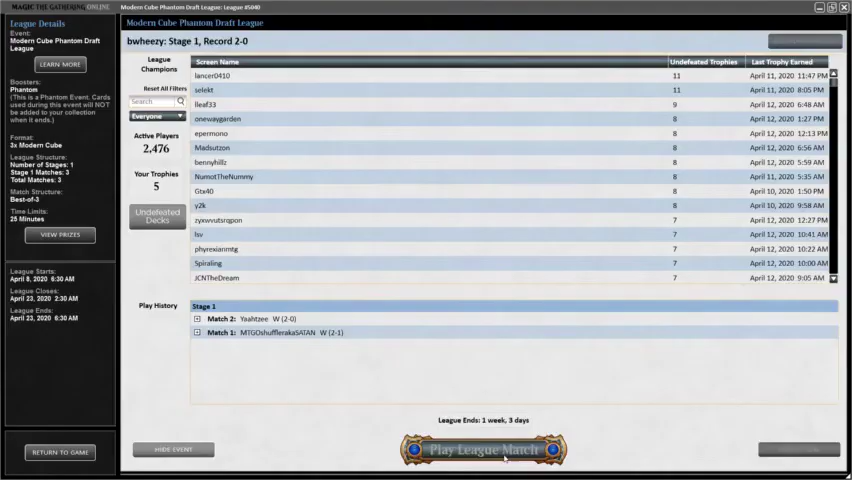 MAGIC THE GATHERING ONLINE
Modern Cube Phantom Draft League: League #5040
League Details
Event:
Modern Cube Phantom Draft
League
LEARN MORE
Boosters:
Phantom
(This is a Phantom Event. Cards
used during this event will NOT
be added to your collection
when it ends.)
Format:
3x Modern Cube
League Structure:
Number of Stages: 1
Stage 1 Matches: 3
Total Matches: 3
Match Structure:
Best-of-3
Time Limits:
25 Minutes
VIEW PRIZES
League Starts:
April 8, 2020 6:30 AM
League Closes:
April 23, 2020 2:30 AM
League Ends:
April 23, 2020 6:30 AM
RETURN TO GAME
Modern Cube Phantom Draft League
bwheezy: Stage 1, Record 2-0
League
Champions
Reset All Filters
Search
Everyone
Active Players
2,476
Your Trophies
5
Undefeated
Decks
Screen Name Undefeated Trophies Last Trophy Earned
lancer0410 11 April 11, 2020 11:47 PM
selekt 11 April 11, 2020 8:05 PM
lleaf33 9 April 12, 2020 6:48 AM
onewaygarden 8 April 12, 2020 1:27 PM
epermono 8 April 12, 2020 12:13 PM
Madsutzon 8 April 12, 2020 6:56 AM
bennyhillz 8 April 12, 2020 5:59 AM
NumotTheNummy 8 April 11, 2020 5:35 AM
Gtx40 8 April 10, 2020 1:50 PM
y2k 8 April 10, 2020 9:58 AM
zyxwvutsrqpon 7 April 12, 2020 12:27 PM
lsv 7 April 12, 2020 10:41 AM
phyrexianmtg 7 April 12, 2020 10:22 AM
Spiraling 7 April 12, 2020 10:00 AM
JCNTheDream 7 April 12, 2020 9:05 AM
Play History
Stage 1
Match 2: Yaahtzee W (2-0)
Match 1: MTGOshufflerakaSATAN W (2-1)
League Ends: 1 week, 3 days
HIDE EVENT
Play League Match